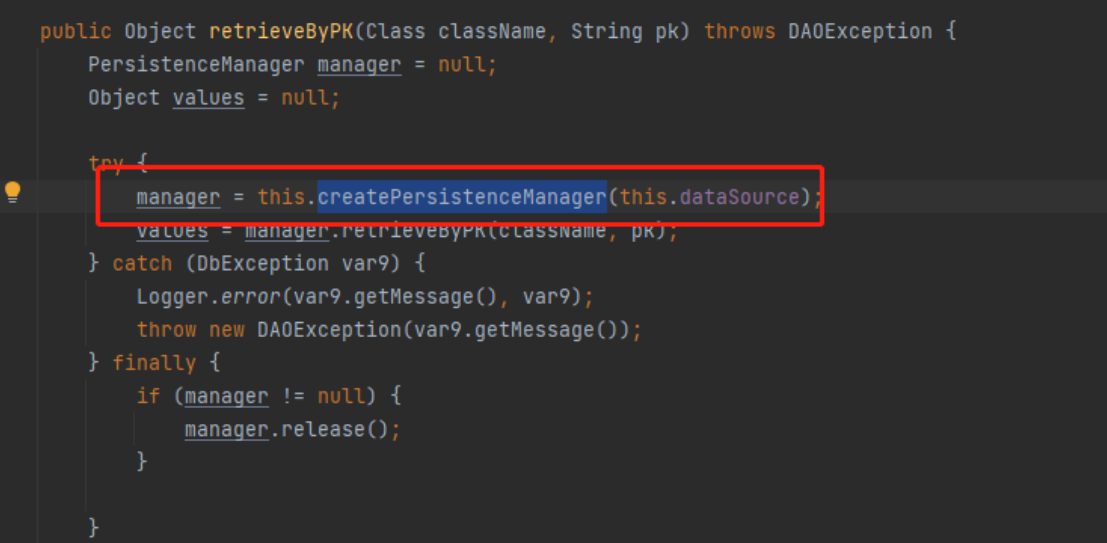 public Object retrieveByPK(Class className, String pk) throws DAOException {
PersistenceManager manager = null;
Object values = null;
try {
manager = this.createPersistenceManager(this.dataSource);
values = manager.retrieveByPK(className, pk);
} catch (DbException var9) {
Logger.error(var9.getMessage(), var9);
throw new DAOException(var9.getMessage());
} finally {
if (manager != null) {
manager.release();
}
}